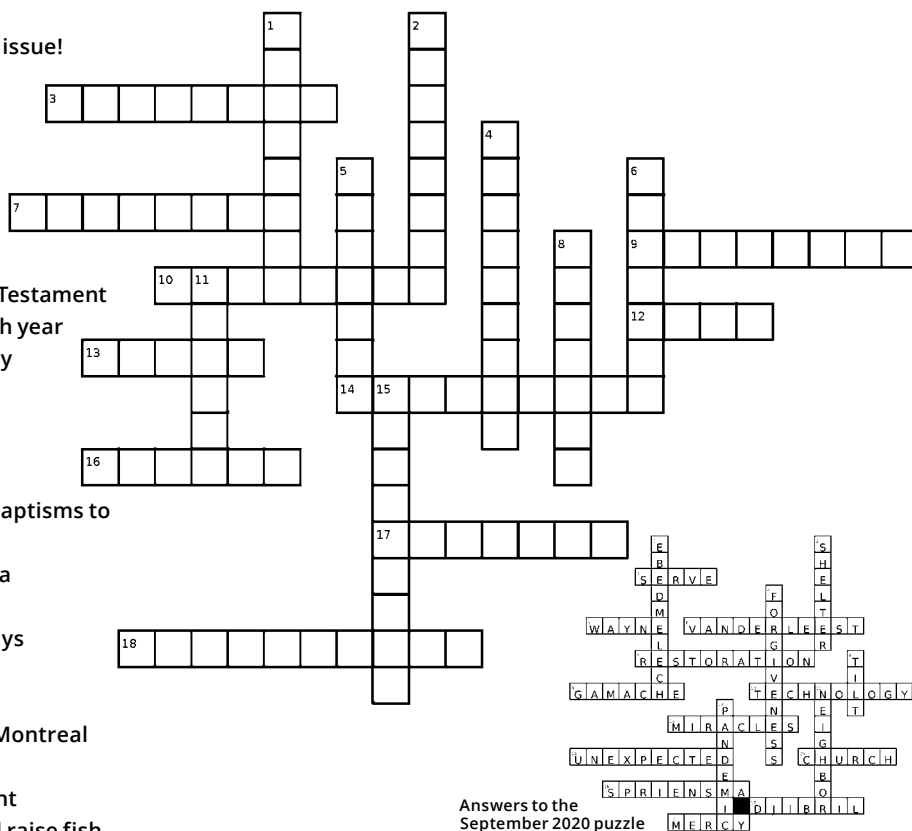 1 2
issue!
3
4
5 6
7
8 9
10 11
Testament
h year
12
y
13
14 15
16
aptisms to
17
a
ys
18
Montreal
nt
raise fish
EBEDMELECH
SHELTER
SERVE
FORGIVENESS
WAYNE VANDERLEEST
RESTORATION
TILT
GAMACHE TECHNOLOGY
NEIGHBOR
PANDEMIC
MIRACLES
UNEXPECTED CHURCH
SPRIENSMA
DJIBRIL
MERCY
Answers to the
September 2020 puzzle